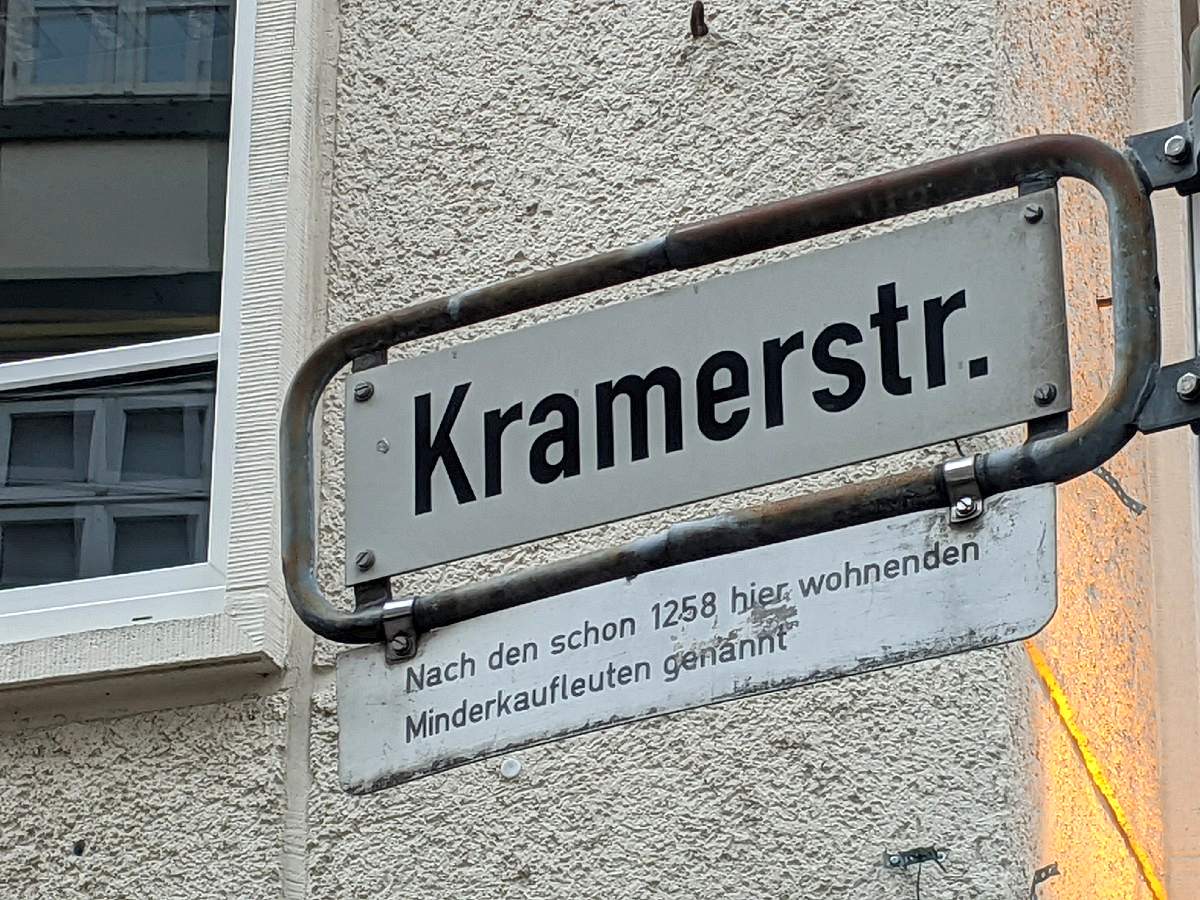 Kramerstr.
Nach den schon 1258 hier wohnenden
Minderkaufleuten genannt